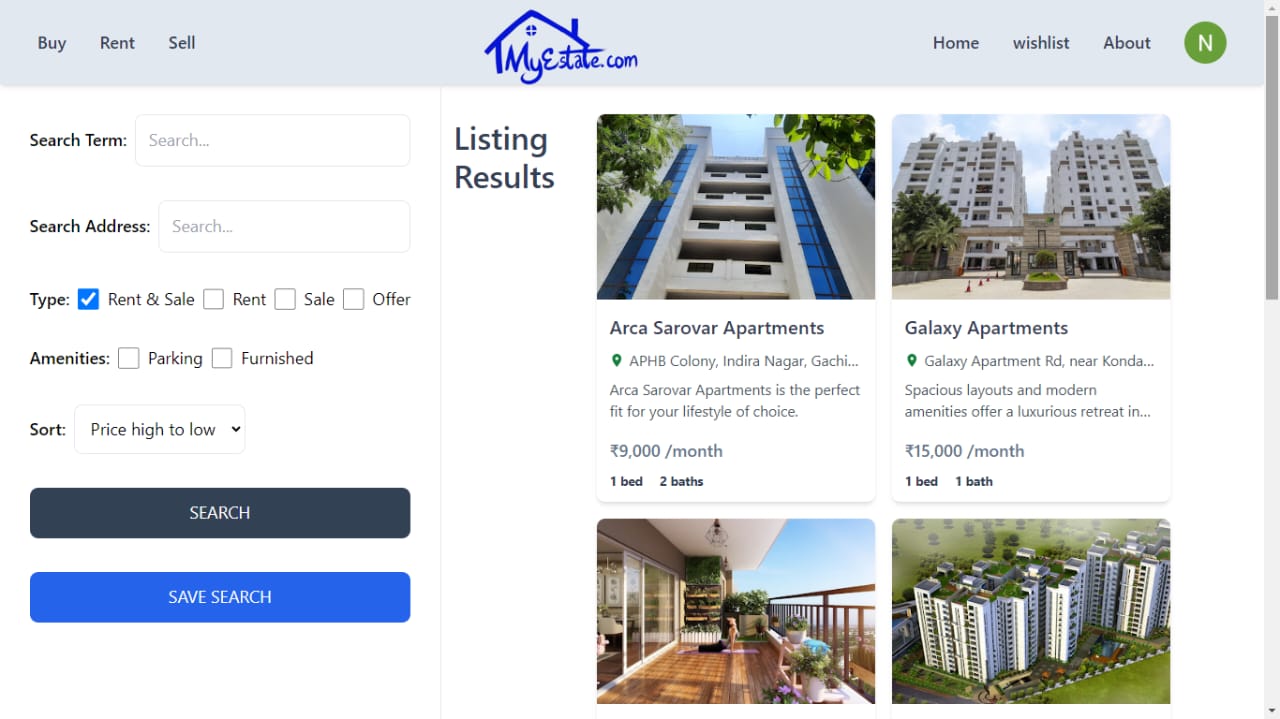 Buy Rent Sell
MyEstate.com
Home wishlist About N
Search Term: Search...
Search Address: Search...
Type: Rent & Sale Rent Sale Offer
Amenities: Parking Furnished
Sort: Price high to low
SEARCH
SAVE SEARCH
Listing
Results
Arca Sarovar Apartments
APHB Colony, Indira Nagar, Gachi...
Arca Sarovar Apartments is the perfect
fit for your lifestyle of choice.
₹9,000 /month
1 bed 2 baths
Galaxy Apartments
Galaxy Apartment Rd, near Konda...
Spacious layouts and modern
amenities offer a luxurious retreat in...
₹15,000 /month
1 bed 1 bath